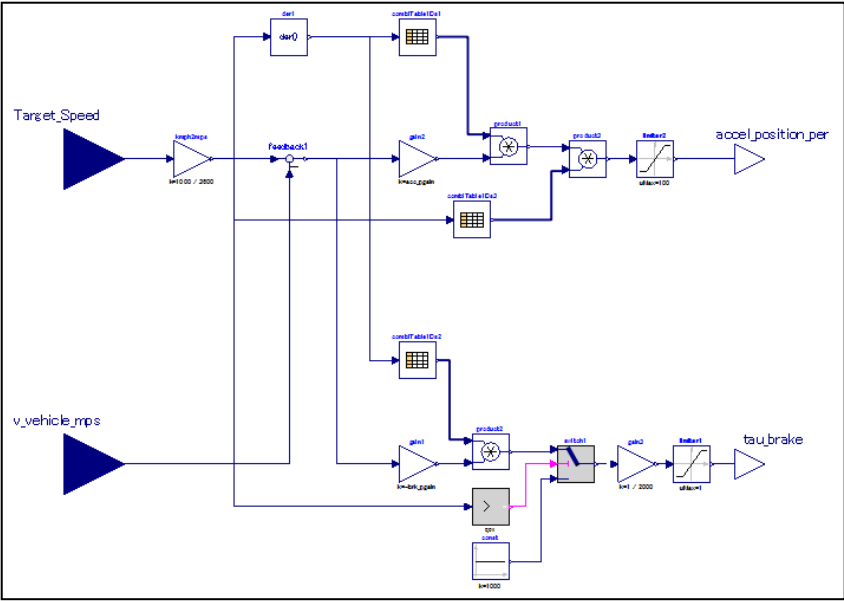 der1
combiTable1Ds1
der()
Target_Speed
kmph2mps
feedback1
gain2
product1
product3
limiter2
accel_position_per
k=1000 / 3600
k=acc_pgain
uMax=100
combiTable1Ds3
combiTable1Ds2
v_vehicle_mps
gain1
product2
switch1
gain3
limiter1
tau_brake
k=-brk_pgain
k=1 / 2000
uMax=1
>
const
k=1000